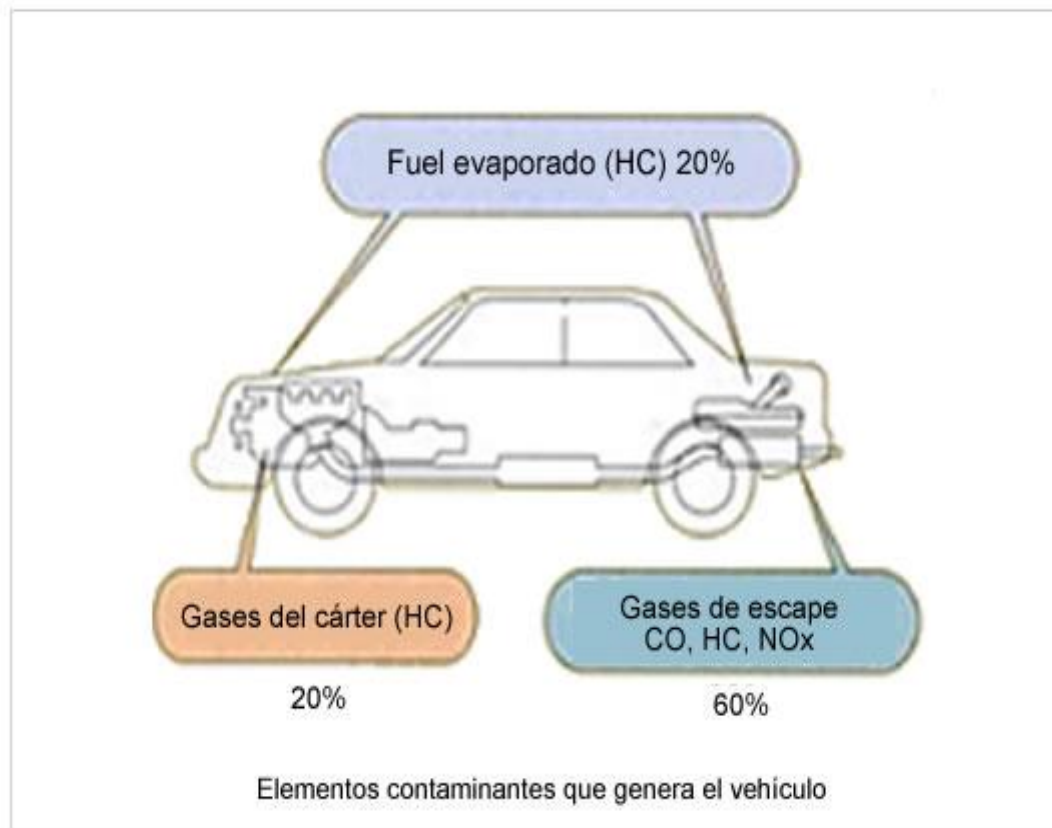 Fuel evaporado (HC) 20%
Gases del cárter (HC)
20%
Gases de escape
CO, HC, NOx
60%
Elementos contaminantes que genera el vehículo